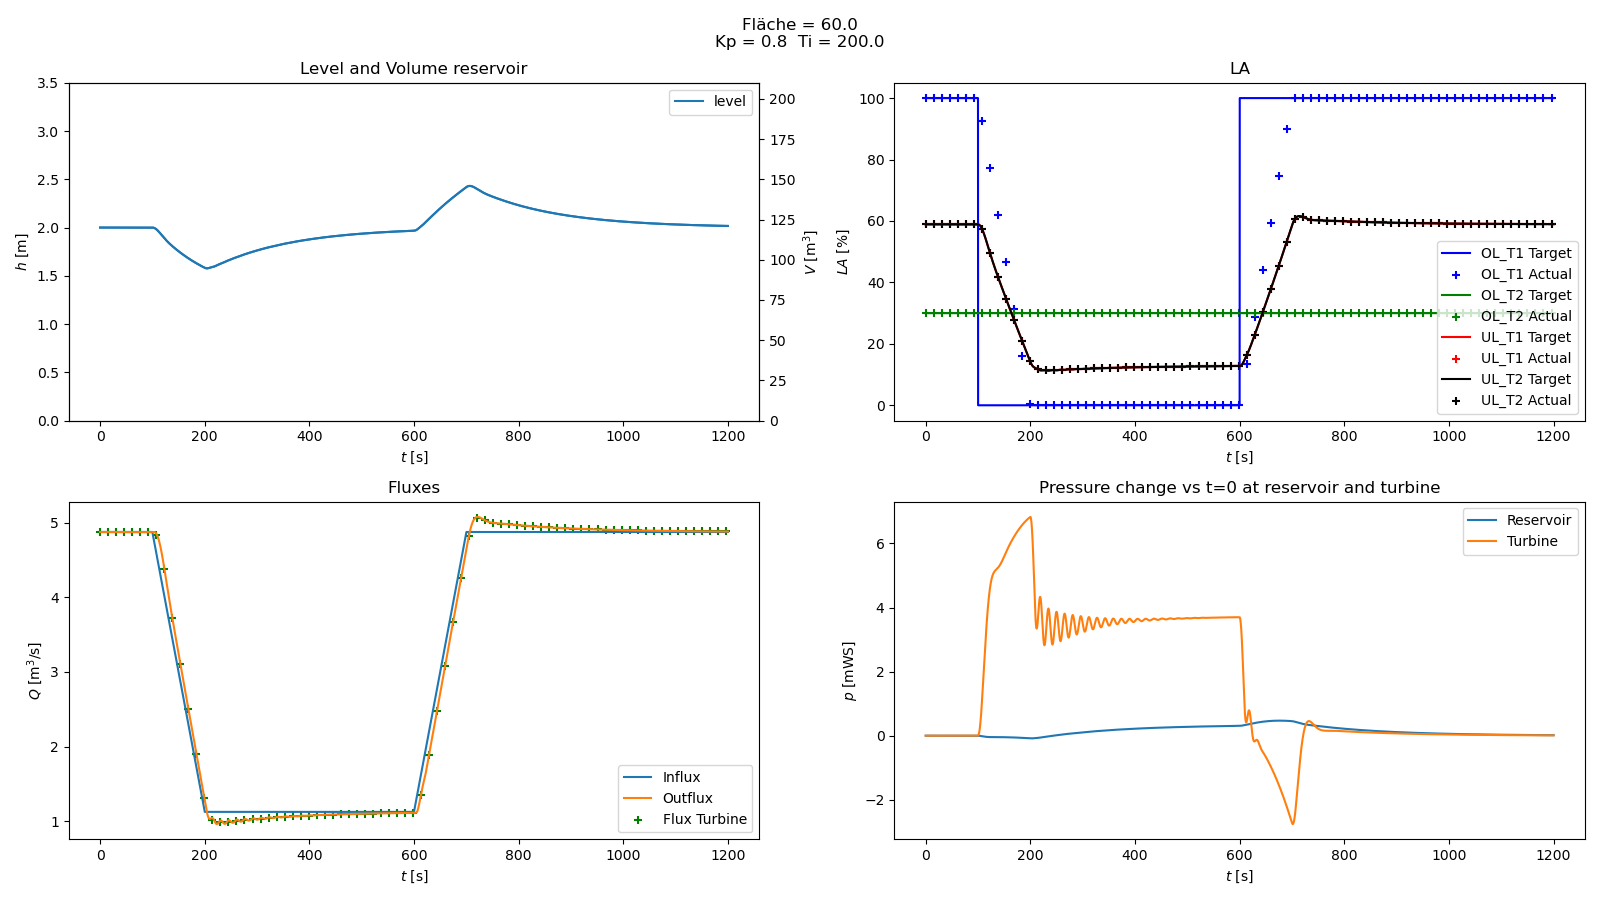 Fläche = 60.0
Kp = 0.8  Ti = 200.0
Level and Volume reservoir
3.5
3.0
2.5
2.0
1.5
1.0
0.5
0.0
h [m]
level
200
175
150
125
100
75
50
25
0
V [m³]
0 200 400 600 800 1000 1200
t [s]
LA
100
80
60
40
20
0
LA [%]
OL_T1 Target
OL_T1 Actual
OL_T2 Target
OL_T2 Actual
UL_T1 Target
UL_T1 Actual
UL_T2 Target
UL_T2 Actual
0 200 400 600 800 1000 1200
t [s]
Fluxes
5
4
3
2
1
Q [m³/s]
Influx
Outflux
Flux Turbine
0 200 400 600 800 1000 1200
t [s]
Pressure change vs t=0 at reservoir and turbine
6
4
2
0
−2
p [mWS]
Reservoir
Turbine
0 200 400 600 800 1000 1200
t [s]